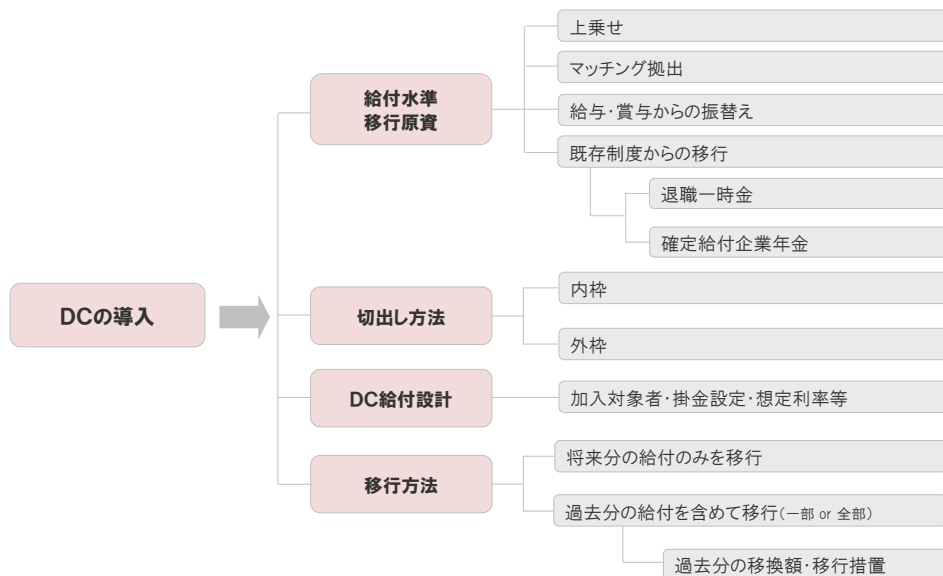 DCの導入
給付水準
移行原資
上乗せ
マッチング拠出
給与・賞与からの振替え
既存制度からの移行
退職一時金
確定給付企業年金
切出し方法
内枠
外枠
DC給付設計
加入対象者・掛金設定・想定利率等
移行方法
将来分の給付のみを移行
過去分の給付を含めて移行(一部 or 全部)
過去分の移換額・移行措置